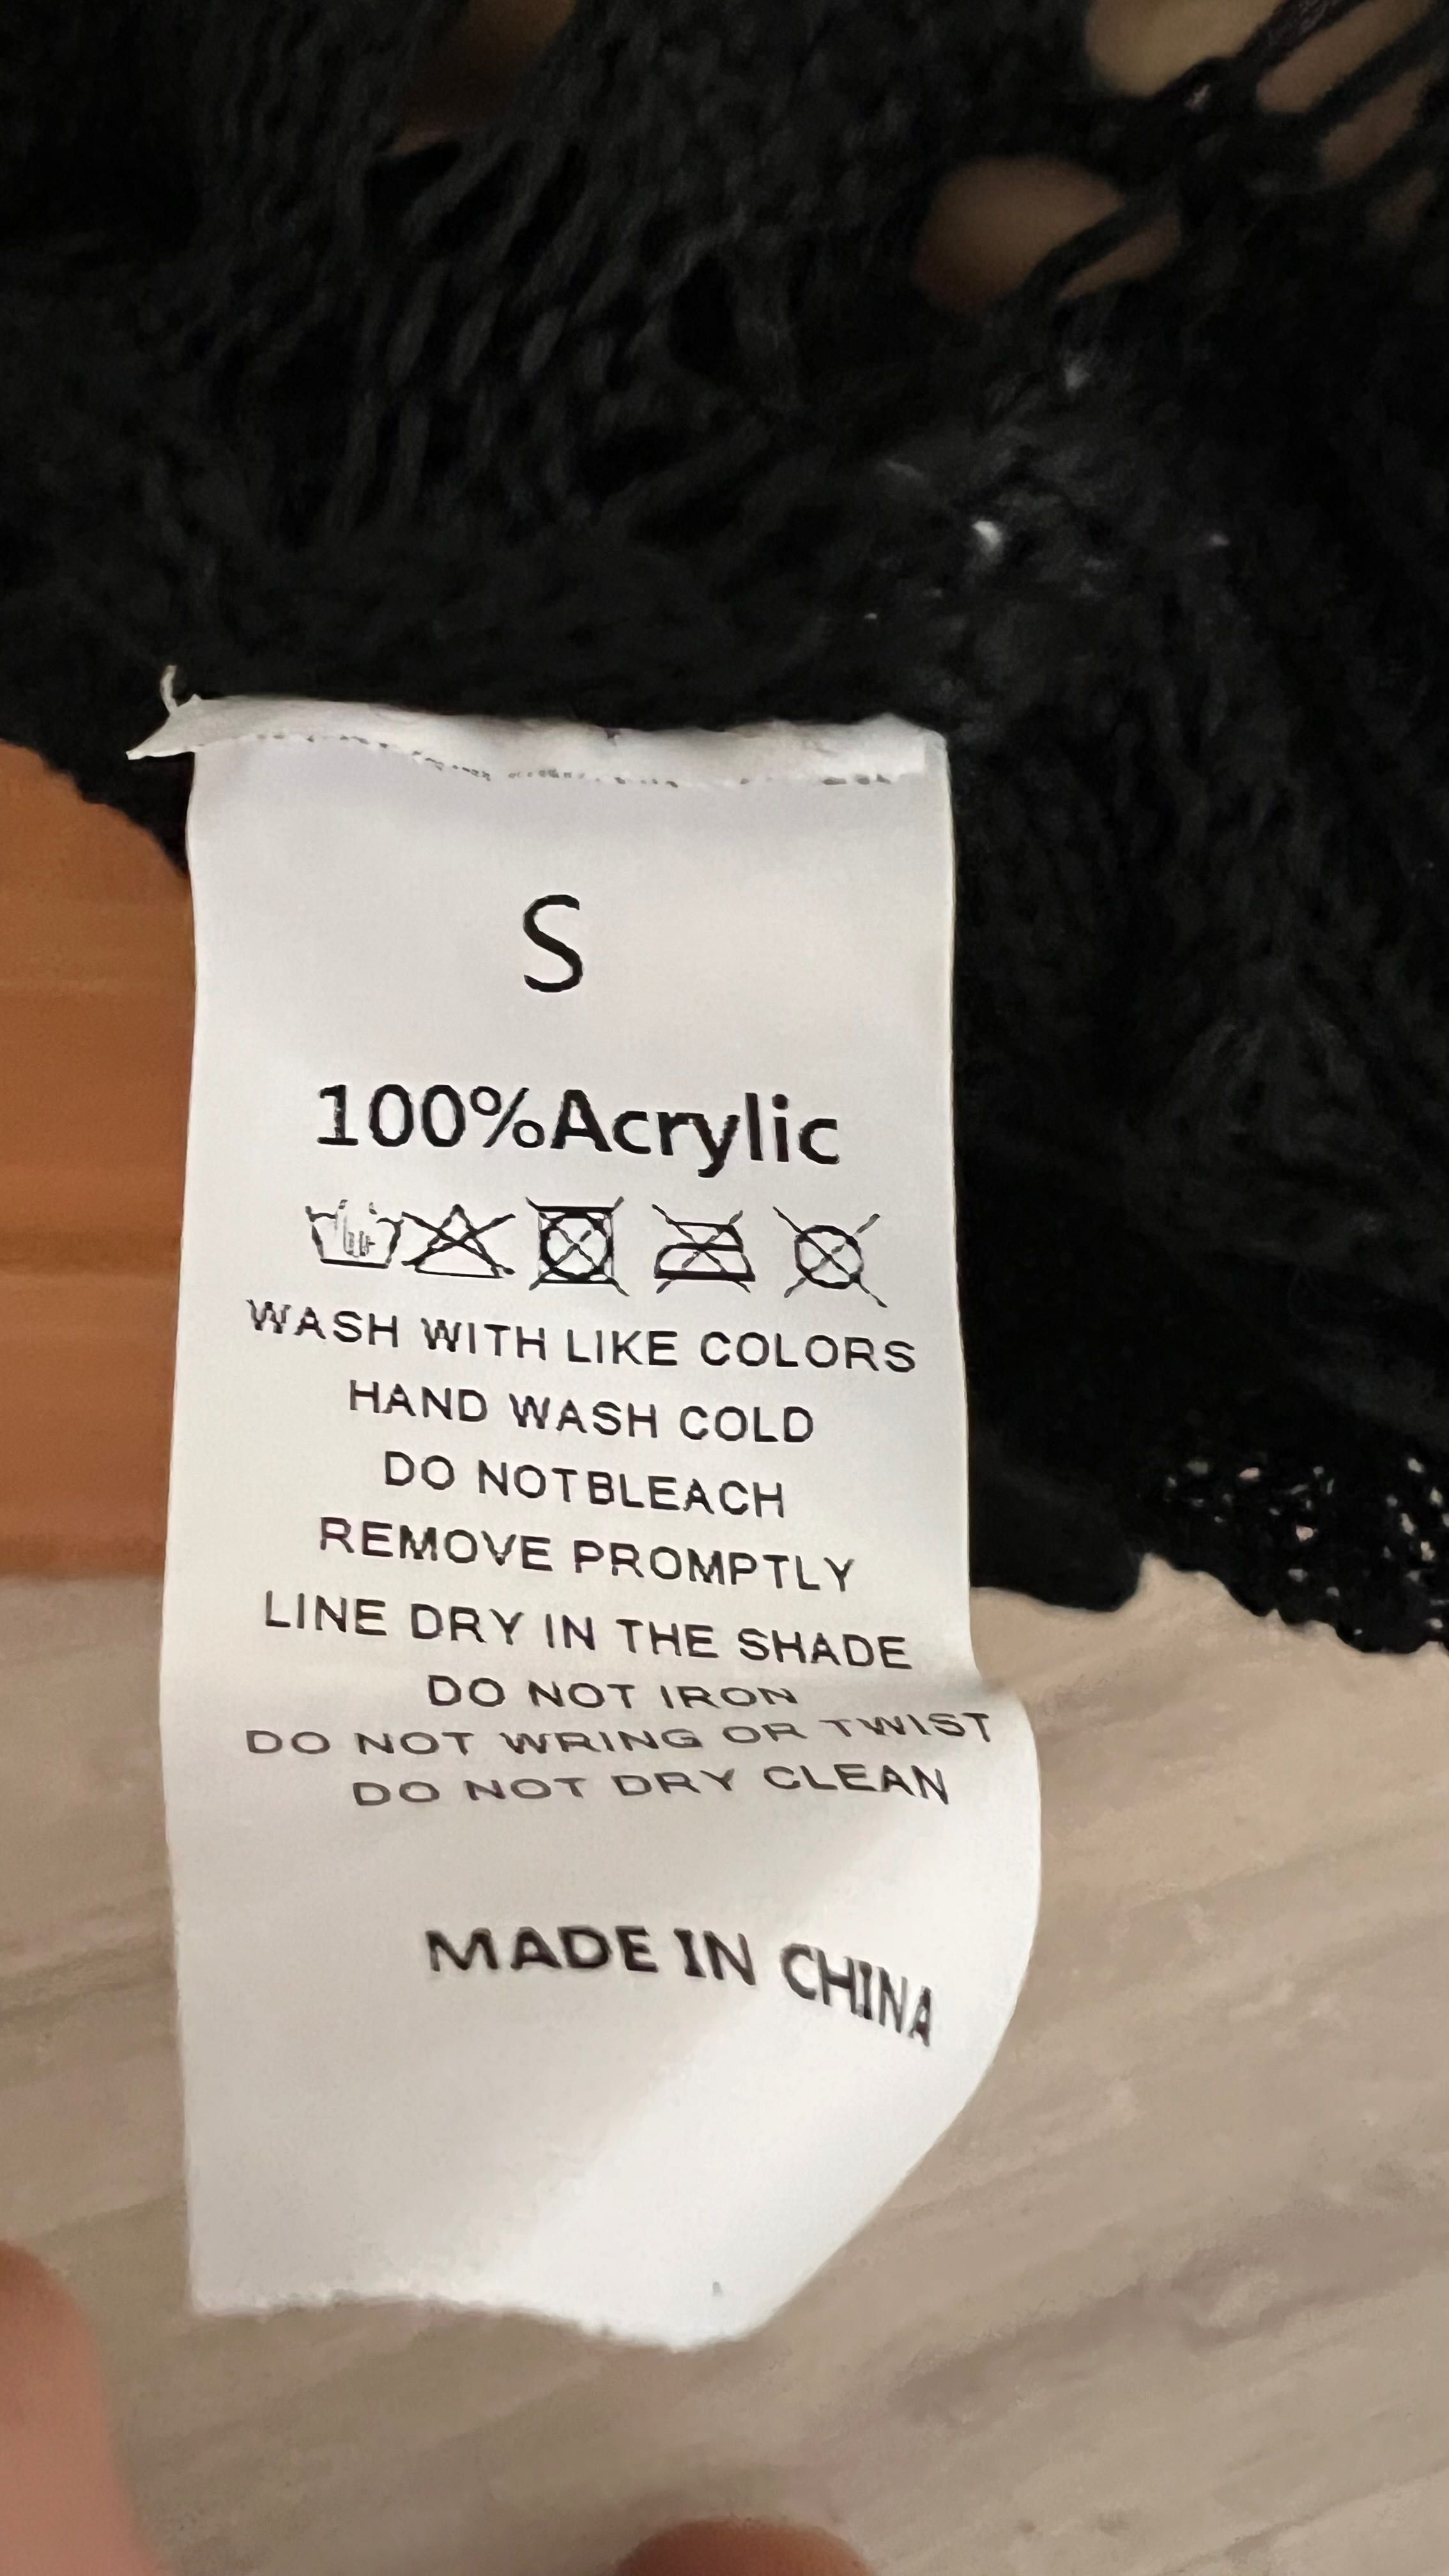 S
100%Acrylic
WASH WITH LIKE COLORS
HAND WASH COLD
DO NOTBLEACH
REMOVE PROMPTLY
LINE DRY IN THE SHADE
DO NOT IRON
DO NOT WRING OR TWIST
DO NOT DRY CLEAN
MADE IN CHINA